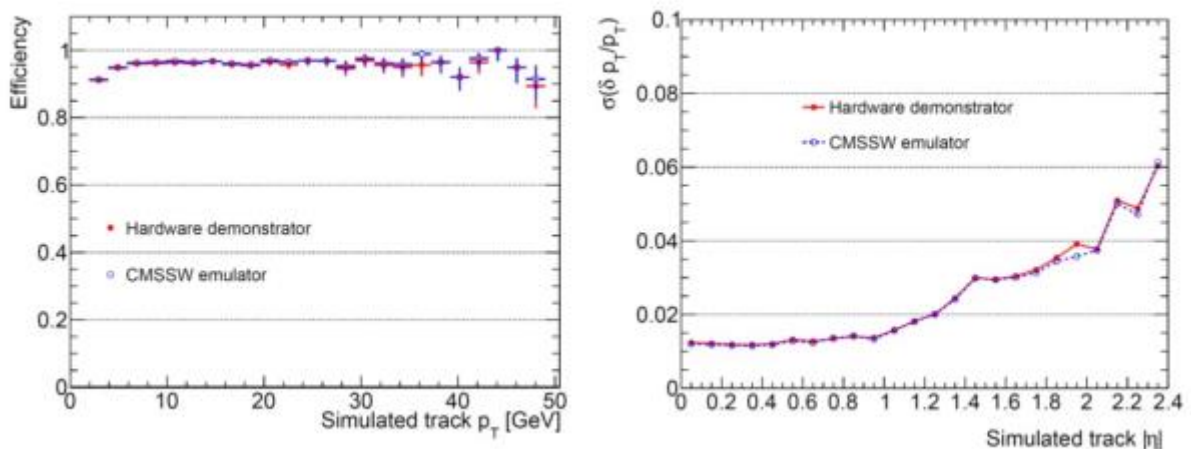 Efficiency
1
0.8
0.6
0.4
0.2
0
Hardware demonstrator
CMSSW emulator
0 10 20 30 40 50
Simulated track p_T [GeV]
σ(δ p_T/p_T)
0.1
0.08
0.06
0.04
0.02
0
Hardware demonstrator
CMSSW emulator
0 0.2 0.4 0.6 0.8 1 1.2 1.4 1.6 1.8 2 2.2 2.4
Simulated track |η|